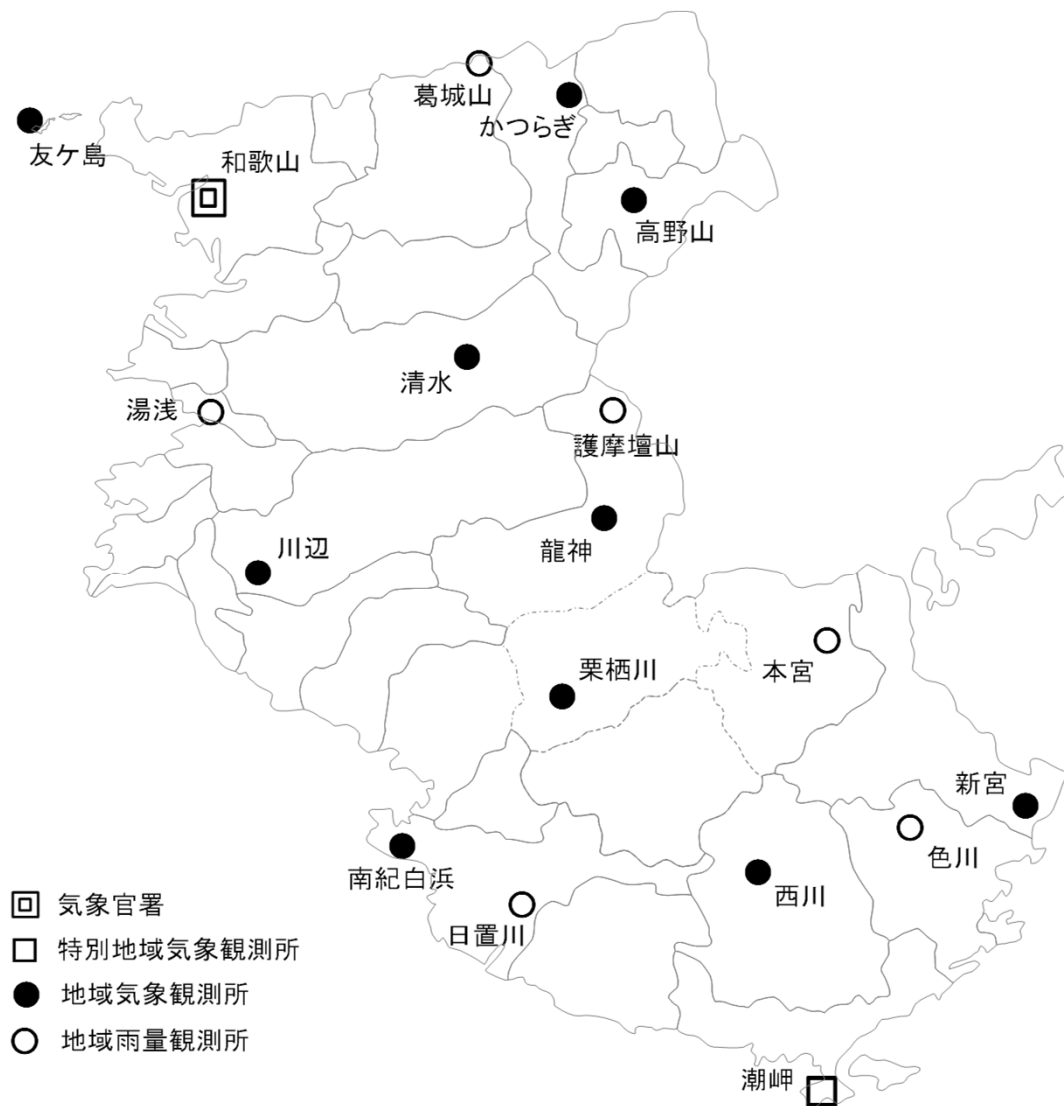 葛城山
かつらぎ
友ケ島
和歌山
高野山
清水
湯浅
護摩壇山
川辺
龍神
栗栖川
本宮
新宮
色川
南紀白浜
西川
日置川
気象官署
特別地域気象観測所
地域気象観測所
地域雨量観測所
潮岬